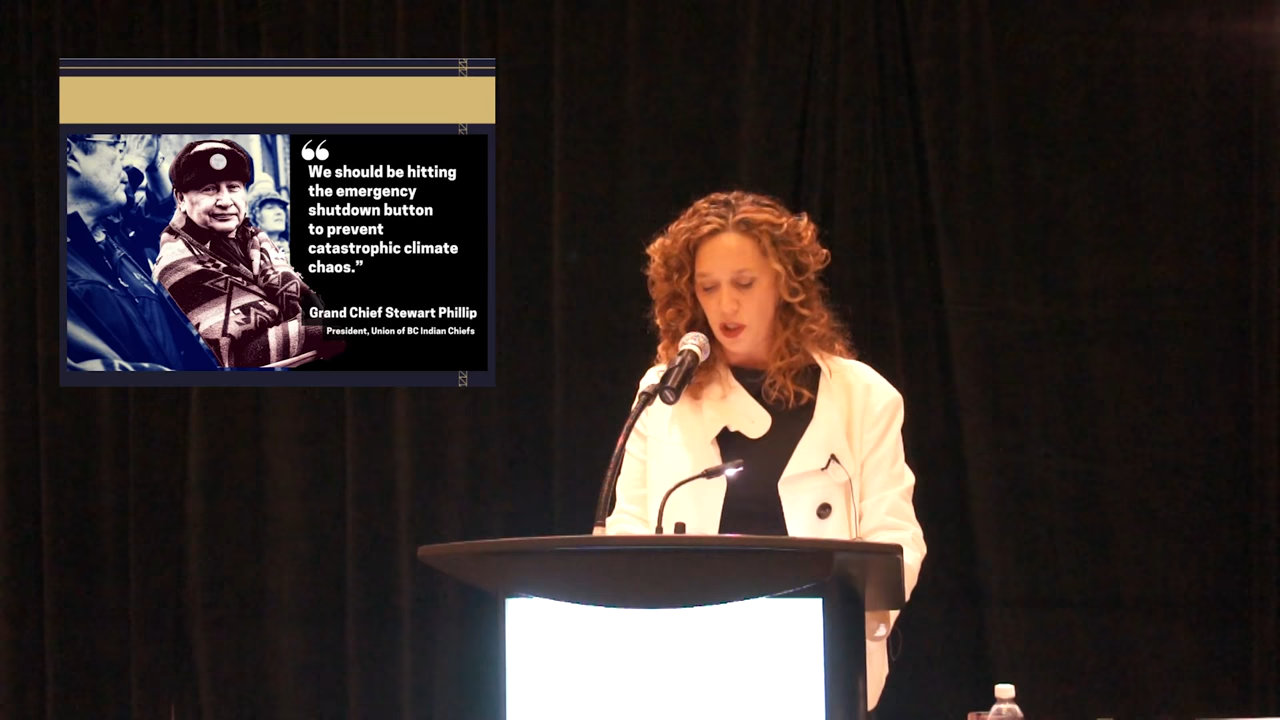 “
We should be hitting
the emergency
shutdown button
to prevent
catastrophic climate
chaos.”
Grand Chief Stewart Phillip
President, Union of BC Indian Chiefs